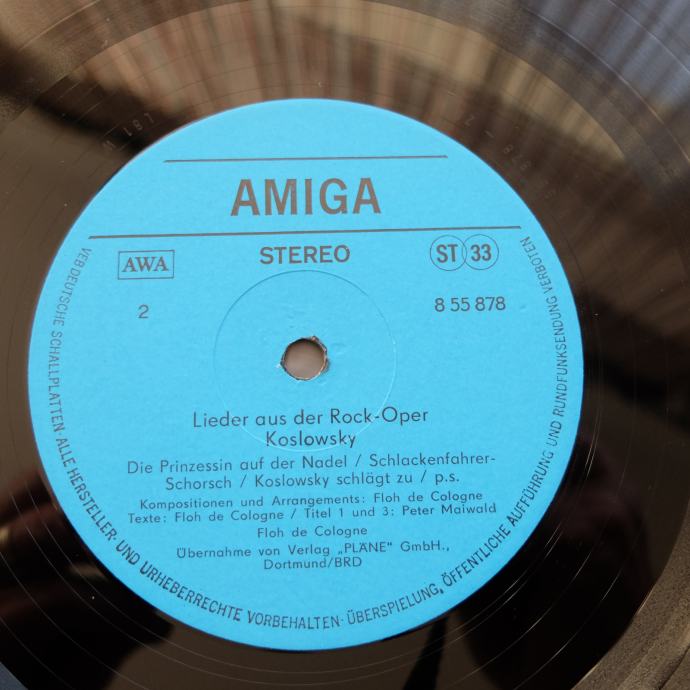 AMIGA
AWA
STEREO
ST 33
2
8 55 878
Lieder aus der Rock-Oper
Koslowsky
Die Prinzessin auf der Nadel / Schlackenfahrer-
Schorsch / Koslowsky schlägt zu / p.s.
Kompositionen und Arrangements: Floh de Cologne
Texte: Floh de Cologne / Titel 1 und 3: Peter Maiwald
Floh de Cologne
Übernahme von Verlag „PLÄNE" GmbH.,
Dortmund/BRD
VEB DEUTSCHE SCHALLPLATTEN · ALLE HERSTELLER- UND URHEBERRECHTE VORBEHALTEN · ÜBERSPIELUNG, ÖFFENTLICHE AUFFÜHRUNG UND RUNDFUNKSENDUNG VERBOTEN